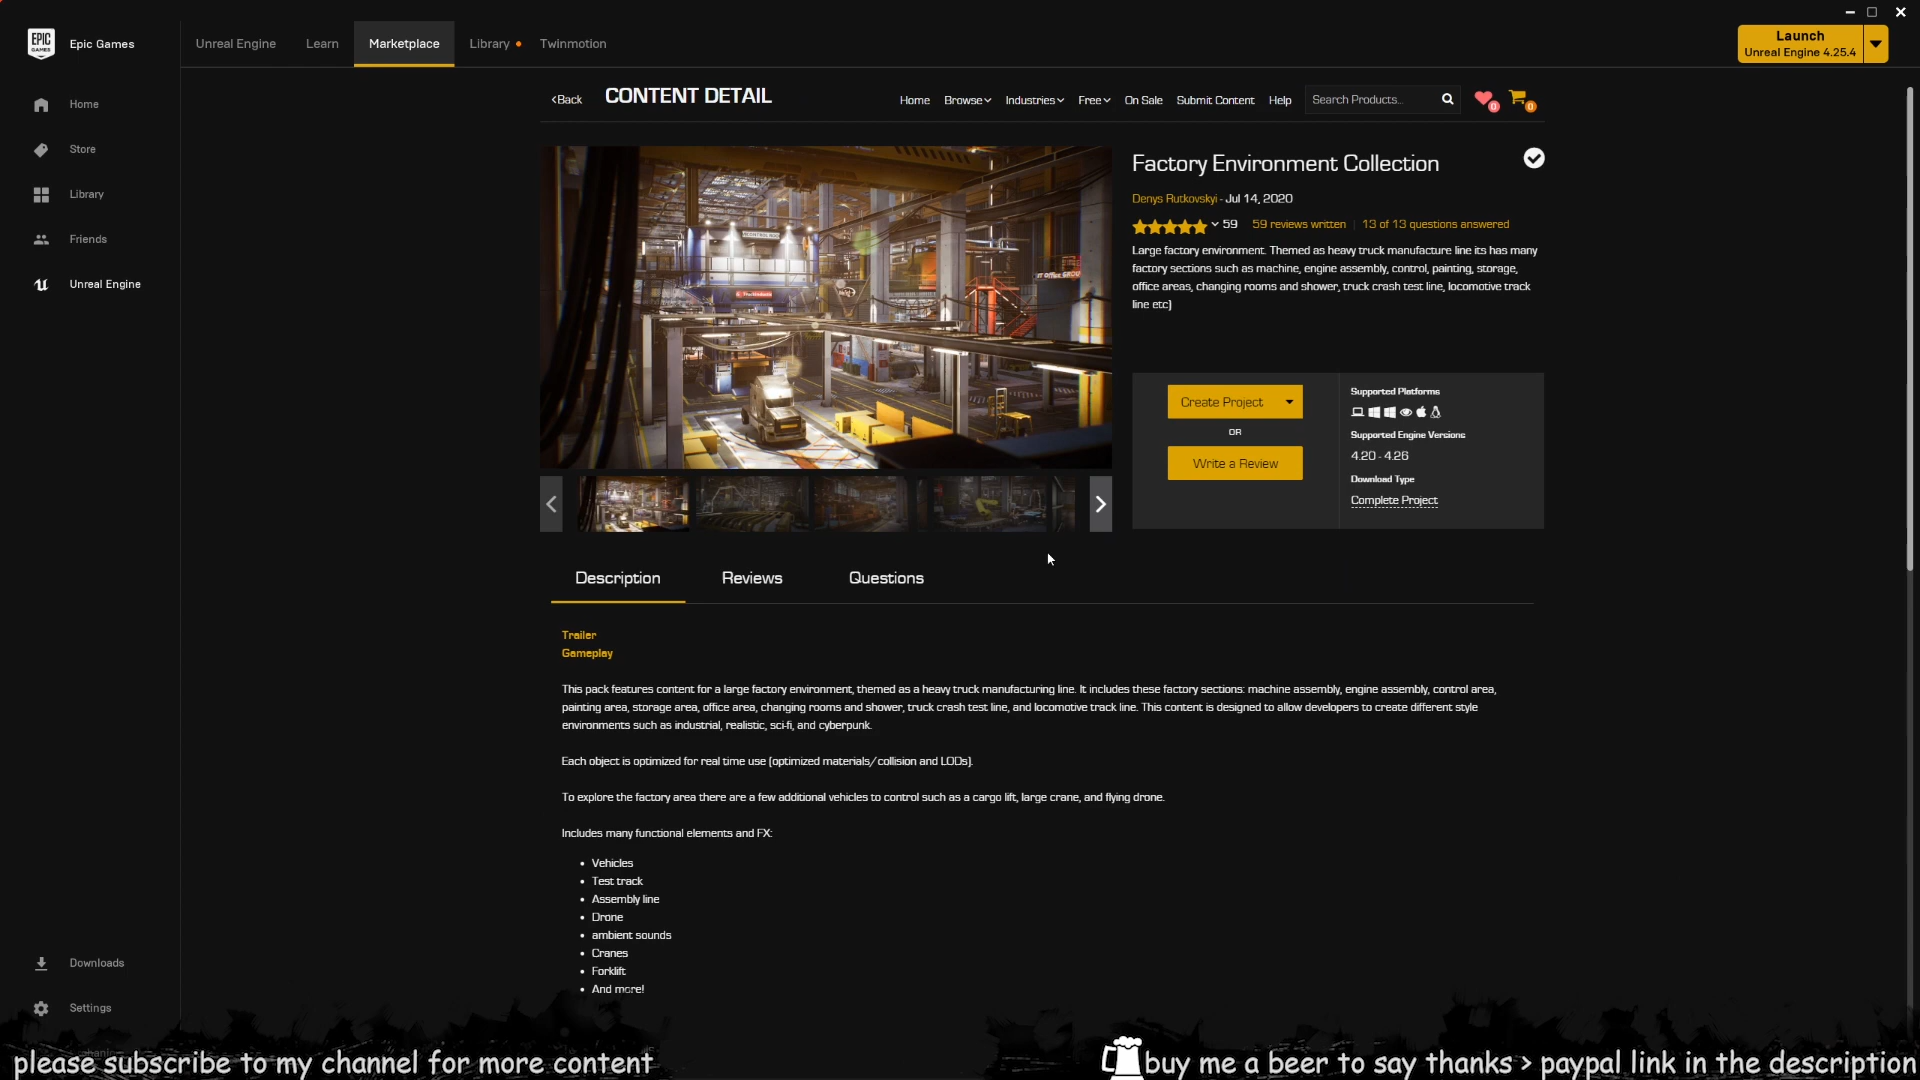 EPIC GAMES
Epic Games
Unreal Engine
Learn
Marketplace
Library
Twinmotion
Launch
Unreal Engine 4.25.4
Home
Store
Library
Friends
Unreal Engine
Downloads
Settings
<Back
CONTENT DETAIL
Home
Browse
Industries
Free
On Sale
Submit Content
Help
Search Products...
0
0
Factory Environment Collection
Denys Rutkovskyi - Jul 14, 2020
59
59 reviews written
13 of 13 questions answered
Large factory environment. Themed as heavy truck manufacture line its has many
factory sections such as machine, engine assembly, control, painting, storage,
office areas, changing rooms and shower, truck crash test line, locomotive track
line etc)
Create Project
OR
Write a Review
Supported Platforms
Supported Engine Versions
4.20 - 4.26
Download Type
Complete Project
Description
Reviews
Questions
Trailer
Gameplay
This pack features content for a large factory environment, themed as a heavy truck manufacturing line. It includes these factory sections: machine assembly, engine assembly, control area,
painting area, storage area, office area, changing rooms and shower, truck crash test line, and locomotive track line. This content is designed to allow developers to create different style
environments such as industrial, realistic, sci-fi, and cyberpunk.
Each object is optimized for real time use (optimized materials/collision and LODs).
To explore the factory area there are a few additional vehicles to control such as a cargo lift, large crane, and flying drone.
Includes many functional elements and FX:
• Vehicles
• Test track
• Assembly line
• Drone
• ambient sounds
• Cranes
• Forklift
• And more!
please subscribe to my channel for more content
buy me a beer to say thanks > paypal link in the description